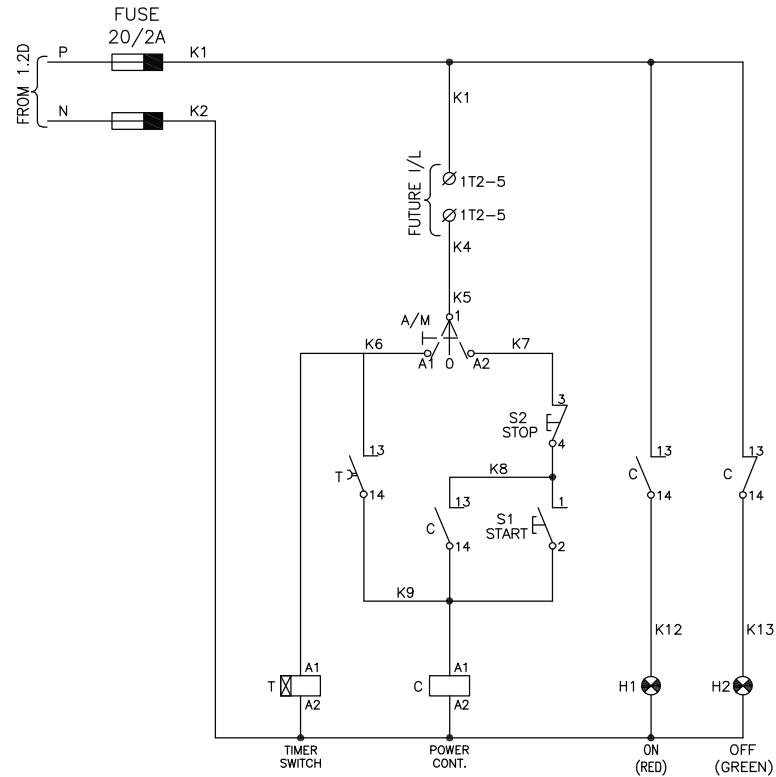 FUSE
20/2A
FROM 1.2D
P
K1
N
K2
K1
FUTURE I/L
1T2-5
1T2-5
K4
K5
A/M
1
K6
K7
A1
0
A2
3
S2
STOP
4
K8
13
T
14
13
C
14
1
S1
START
2
13
C
14
13
C
14
K9
K12
K13
T
A1
A2
C
A1
A2
H1
H2
TIMER
SWITCH
POWER
CONT.
ON
(RED)
OFF
(GREEN)